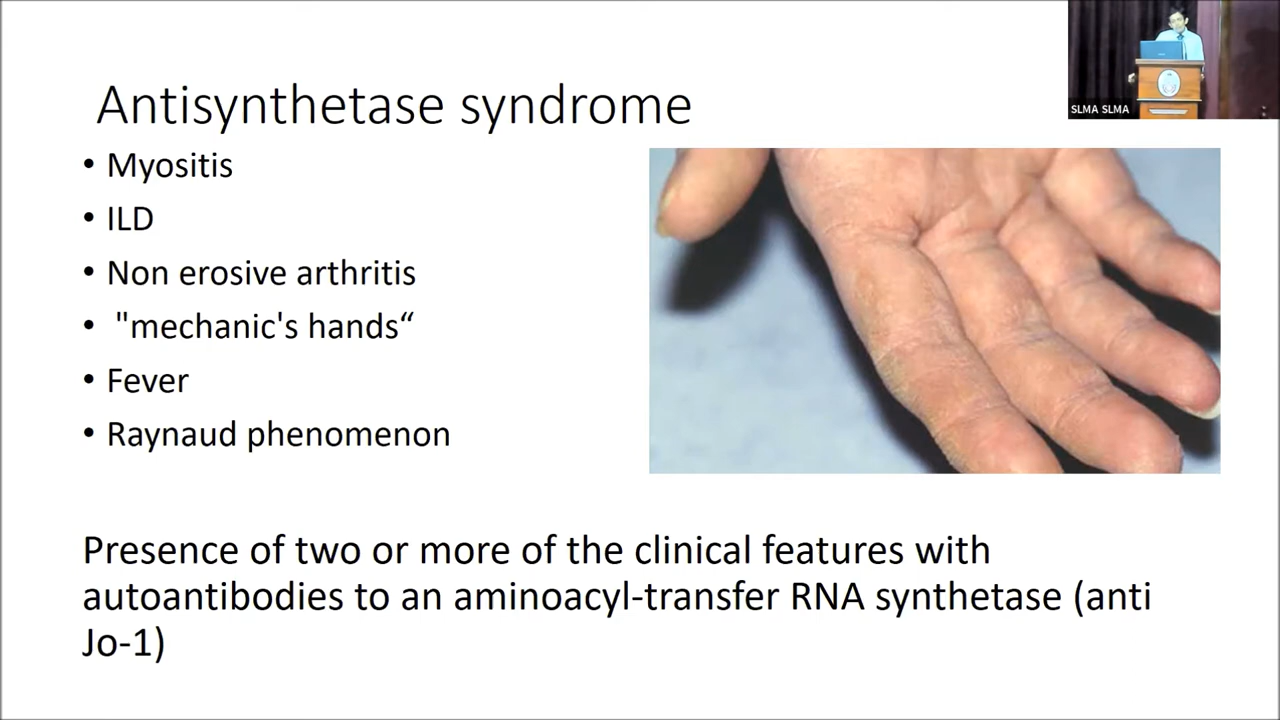 SLMA SLMA
Antisynthetase syndrome
• Myositis
• ILD
• Non erosive arthritis
• "mechanic's hands“
• Fever
• Raynaud phenomenon
Presence of two or more of the clinical features with
autoantibodies to an aminoacyl-transfer RNA synthetase (anti
Jo-1)